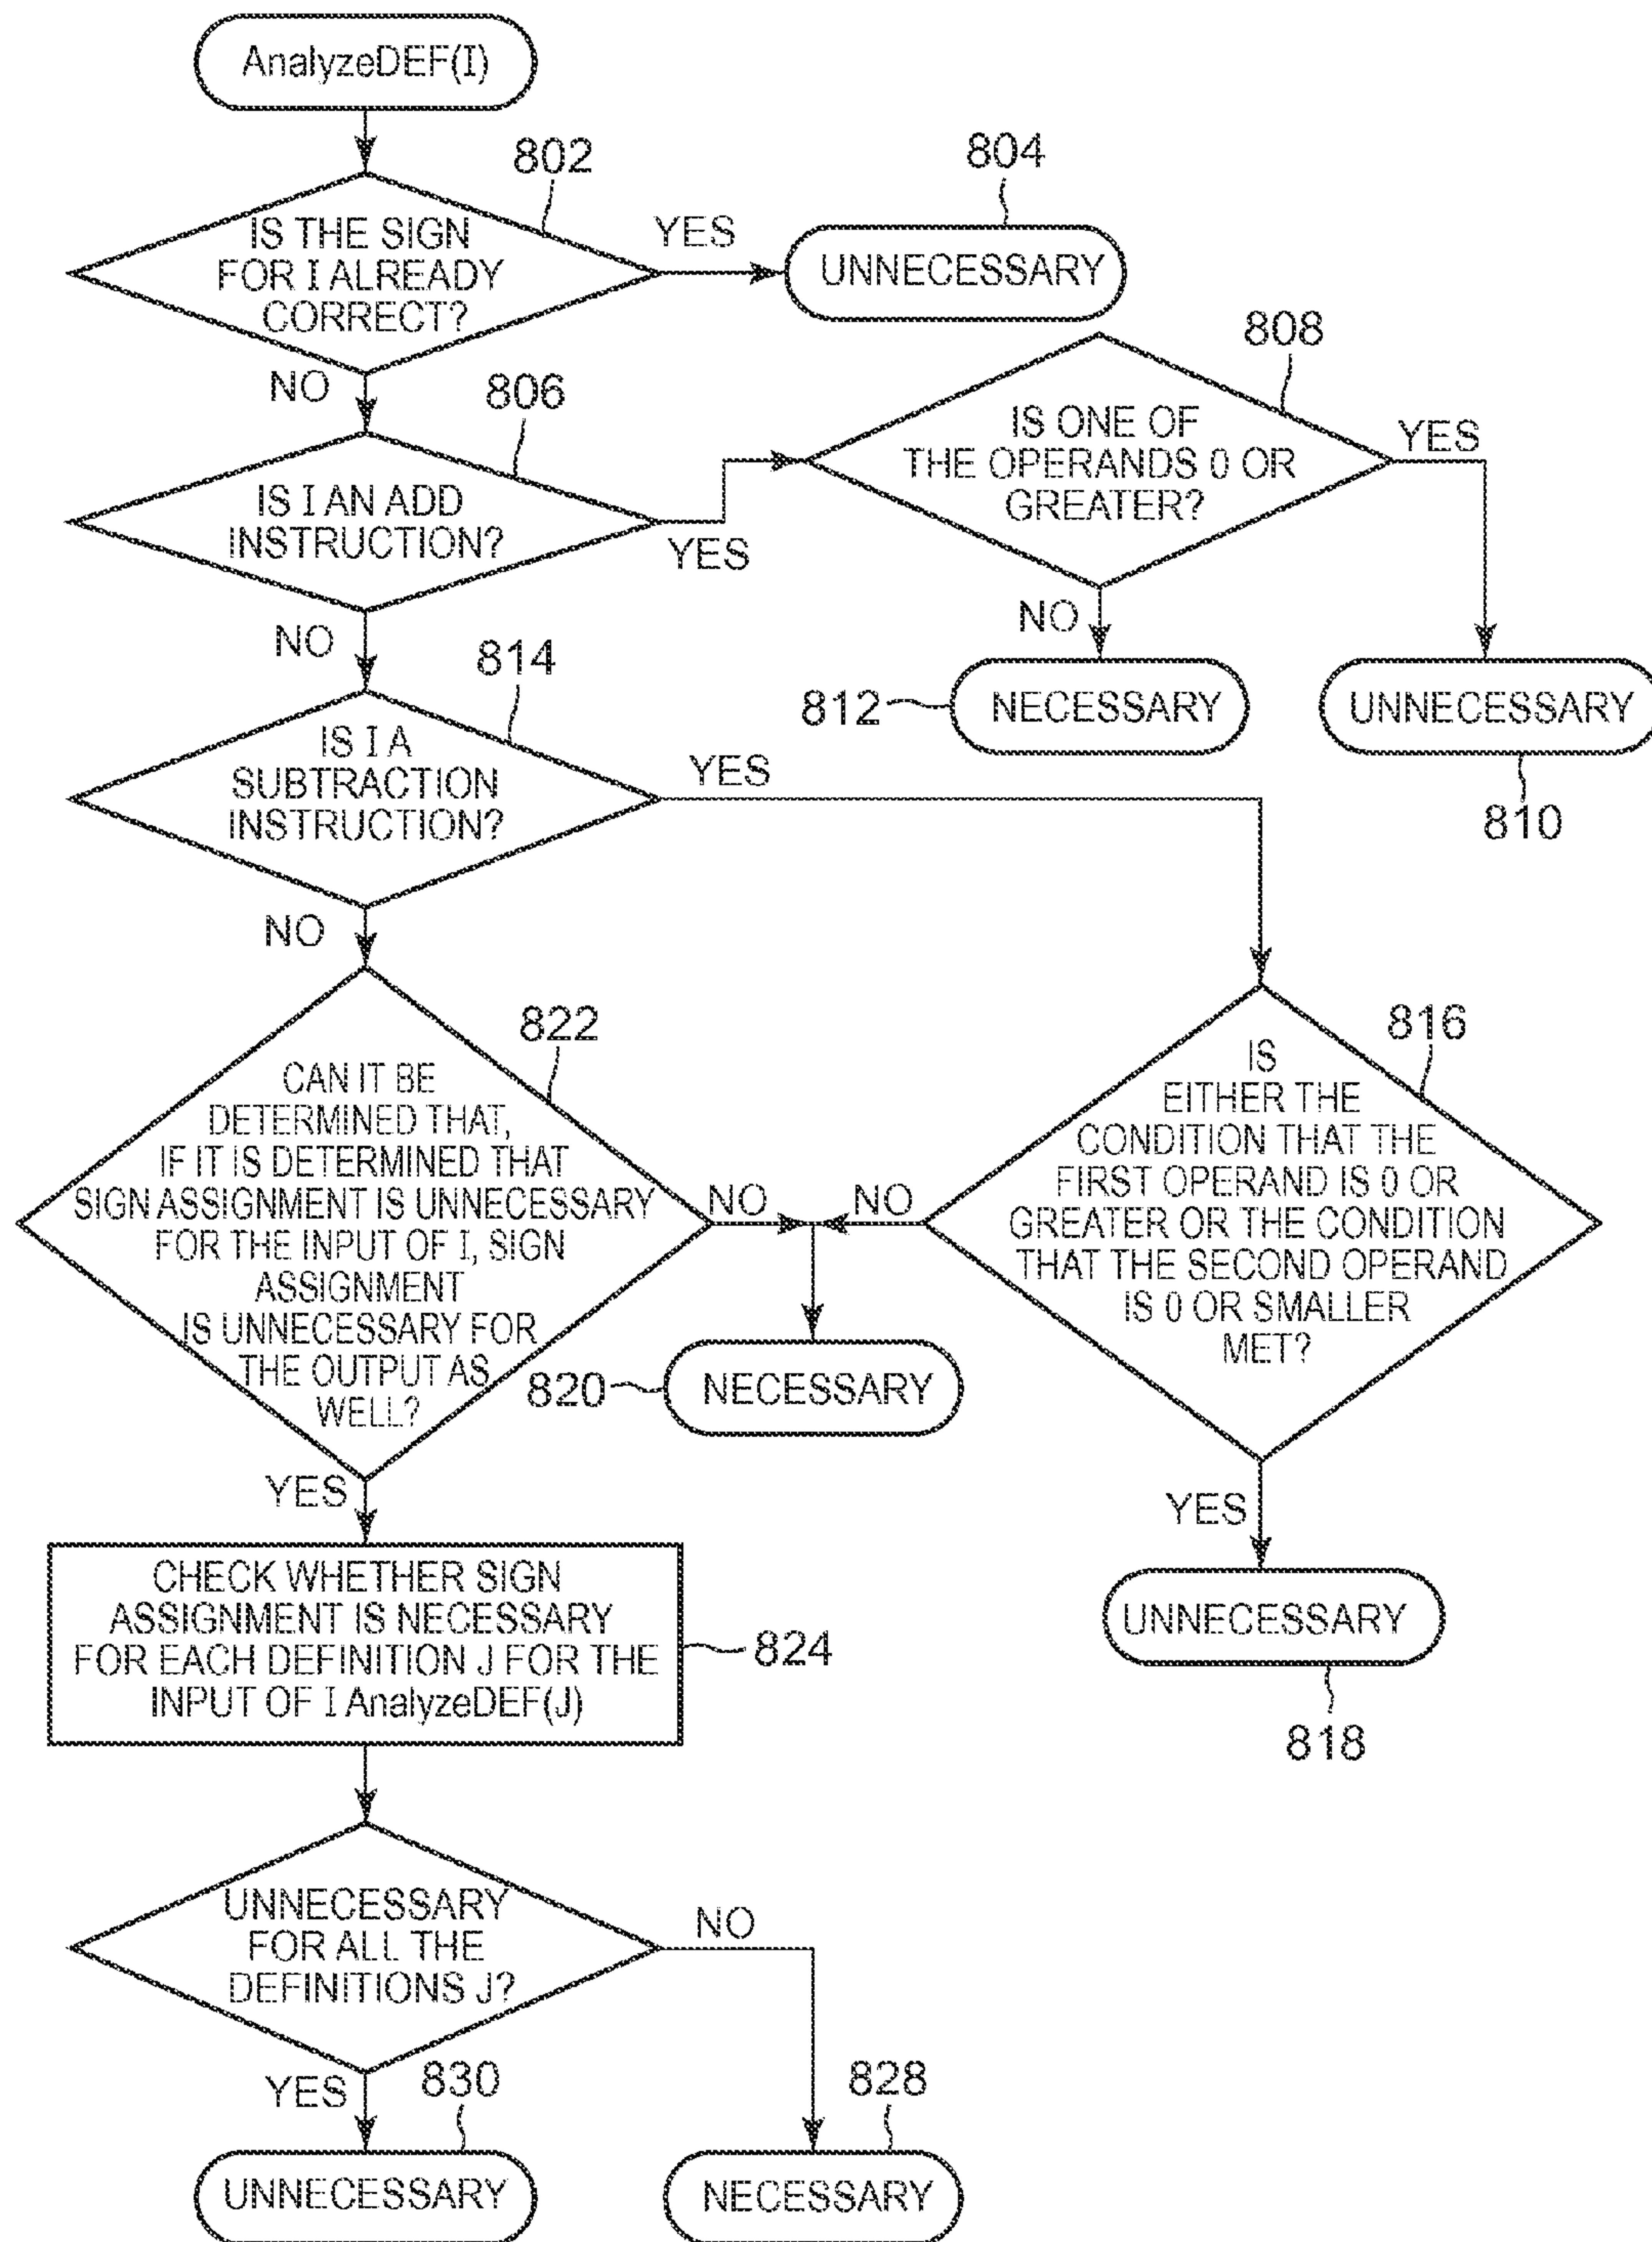 AnalyzeDEF(I)
802
IS THE SIGN
FOR I ALREADY
CORRECT?
YES
804
UNNECESSARY
NO
806
IS I AN ADD
INSTRUCTION?
YES
808
IS ONE OF
THE OPERANDS 0 OR
GREATER?
YES
NO
812
NECESSARY
UNNECESSARY
810
NO
814
IS I A
SUBTRACTION
INSTRUCTION?
YES
NO
822
CAN IT BE
DETERMINED THAT,
IF IT IS DETERMINED THAT
SIGN ASSIGNMENT IS UNNECESSARY
FOR THE INPUT OF I, SIGN
ASSIGNMENT
IS UNNECESSARY FOR
THE OUTPUT AS
WELL?
NO
NO
816
IS
EITHER THE
CONDITION THAT THE
FIRST OPERAND IS 0 OR
GREATER OR THE CONDITION
THAT THE SECOND OPERAND
IS 0 OR SMALLER
MET?
820
NECESSARY
YES
YES
UNNECESSARY
818
CHECK WHETHER SIGN
ASSIGNMENT IS NECESSARY
FOR EACH DEFINITION J FOR THE
INPUT OF I AnalyzeDEF(J)
824
UNNECESSARY
FOR ALL THE
DEFINITIONS J?
NO
YES
830
828
UNNECESSARY
NECESSARY